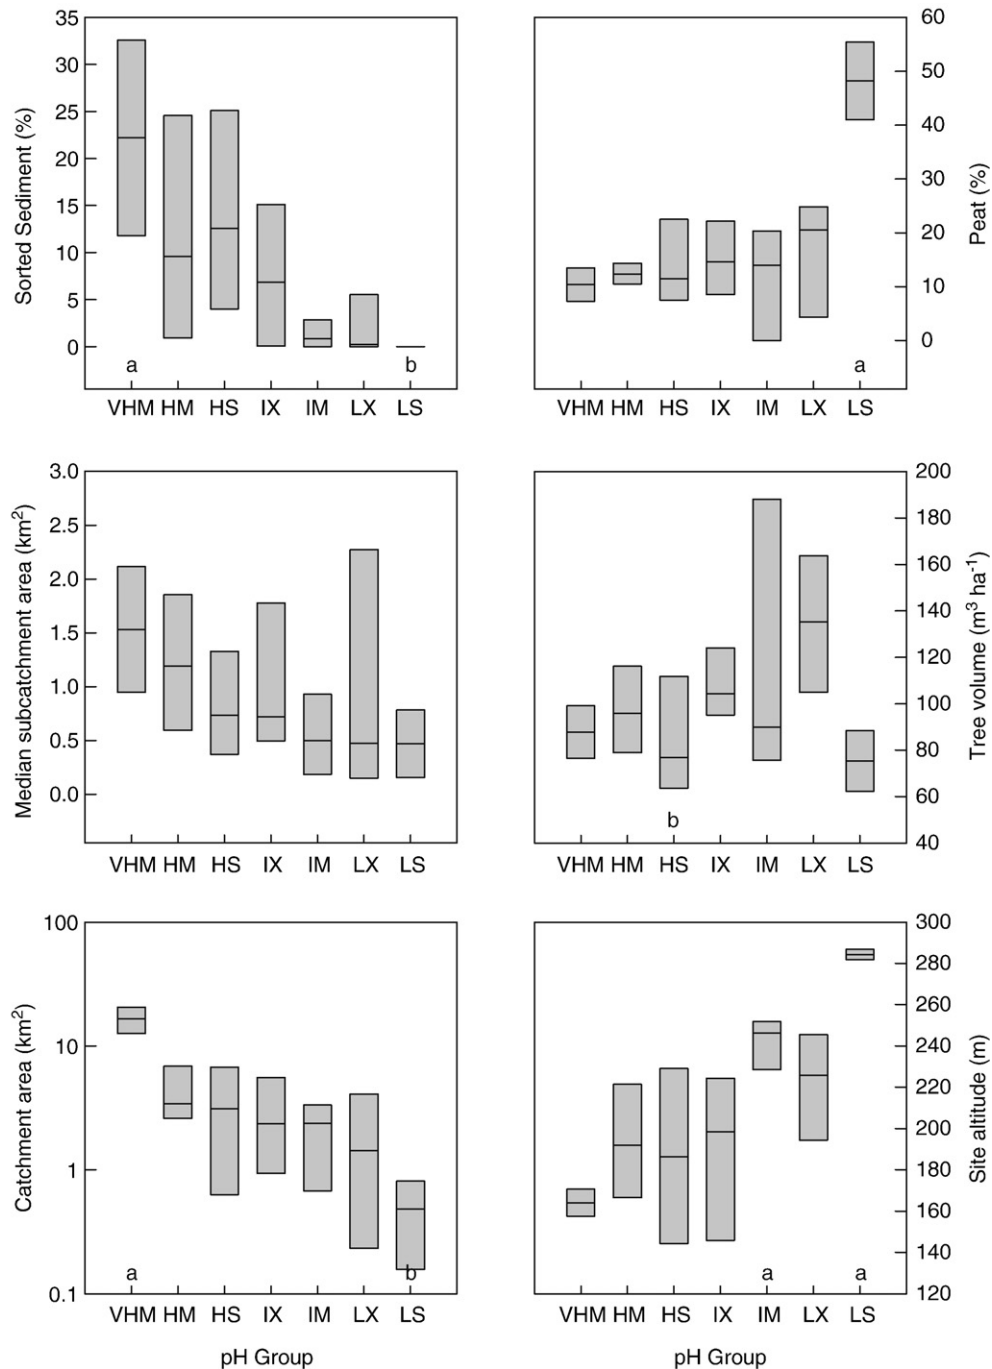 Sorted Sediment (%)
35
30
25
20
15
10
5
0
a
b
VHM HM HS IX IM LX LS
60
50
40
30
20
10
0
Peat (%)
a
VHM HM HS IX IM LX LS
Median subcatchment area (km²)
3.0
2.5
2.0
1.5
1.0
0.5
0.0
VHM HM HS IX IM LX LS
200
180
160
140
120
100
80
60
40
Tree volume (m³ ha⁻¹)
b
VHM HM HS IX IM LX LS
Catchment area (km²)
100
10
1
0.1
a
b
VHM HM HS IX IM LX LS
pH Group
300
280
260
240
220
200
180
160
140
120
Site altitude (m)
a
a
VHM HM HS IX IM LX LS
pH Group